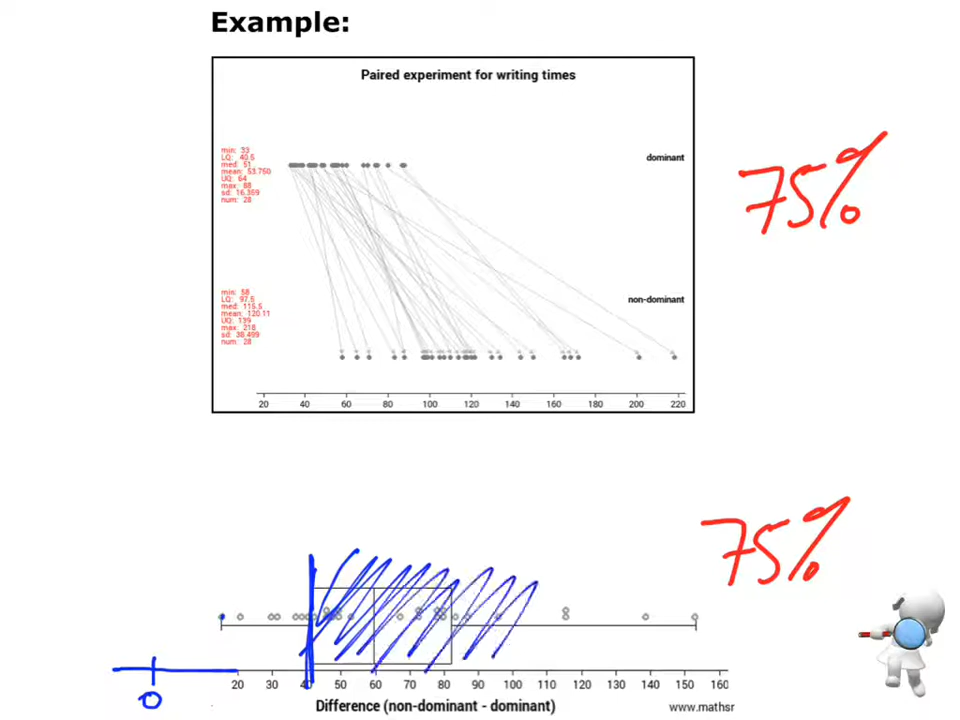 Example:
Paired experiment for writing times
min: 33
LQ: 40.5
med: 51
mean: 53.750
UQ: 64
max: 88
sd: 16.359
num: 28
dominant
75%
min: 58
LQ: 97.5
med: 115.5
mean: 120.11
UQ: 139
max: 218
sd: 38.499
num: 28
non-dominant
20 40 60 80 100 120 140 160 180 200 220
75%
0
20 30 40 50 60 70 80 90 100 110 120 130 140 150 160
Difference (non-dominant - dominant)
www.mathsr